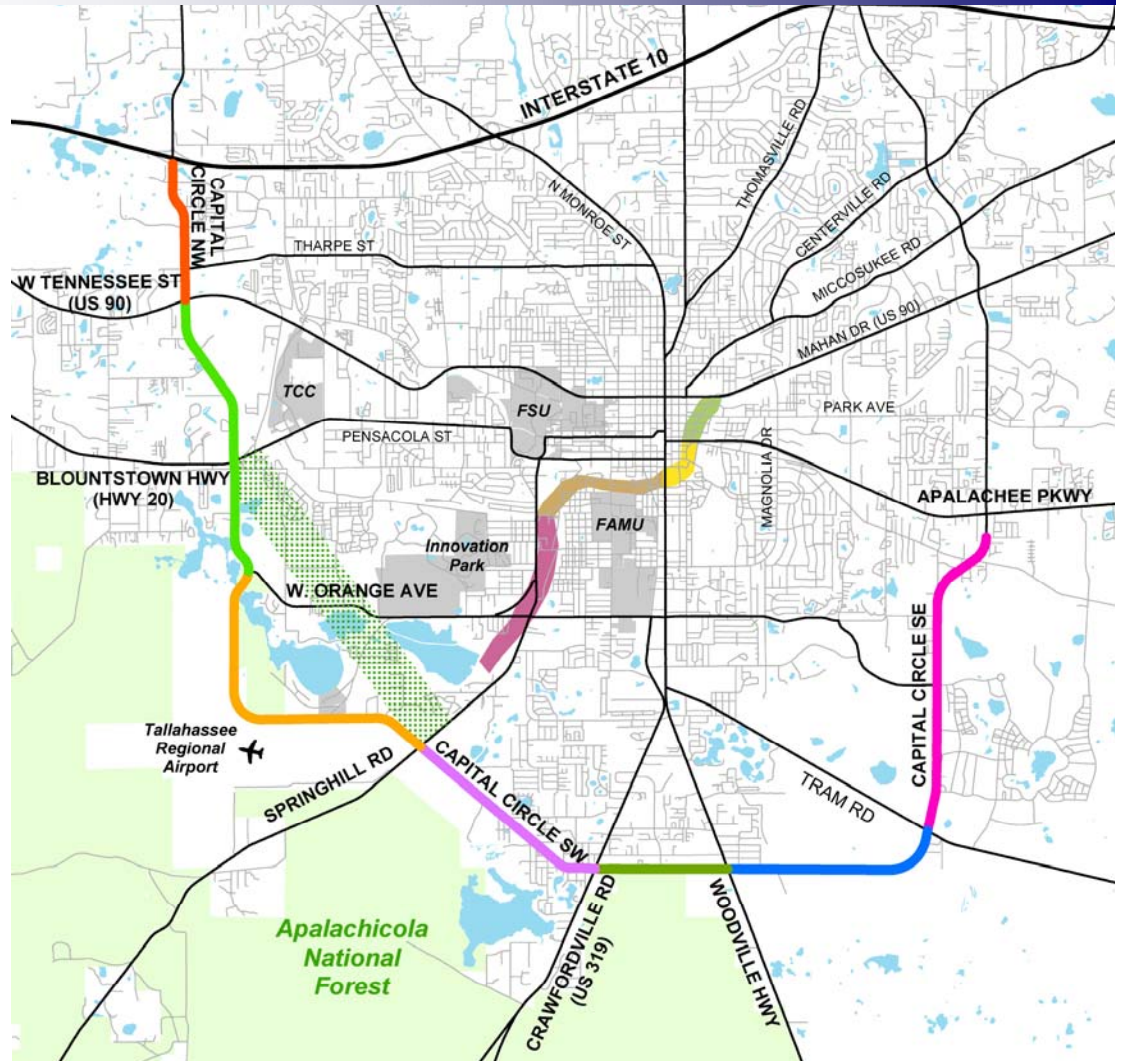 INTERSTATE 10
THOMASVILLE RD
CAPITAL
CIRCLE NW
N MONROE ST
CENTERVILLE RD
THARPE ST
MICCOSUKEE RD
W TENNESSEE ST
(US 90)
MAHAN DR (US 90)
TCC
FSU
PARK AVE
PENSACOLA ST
MAGNOLIA DR
BLOUNTSTOWN HWY
(HWY 20)
APALACHEE PKWY
FAMU
Innovation
Park
W. ORANGE AVE
CAPITAL CIRCLE SE
Tallahassee
Regional
Airport
SPRINGHILL RD
CAPITAL CIRCLE SW
TRAM RD
Apalachicola
National
Forest
CRAWFORDVILLE RD
(US 319)
WOODVILLE HWY